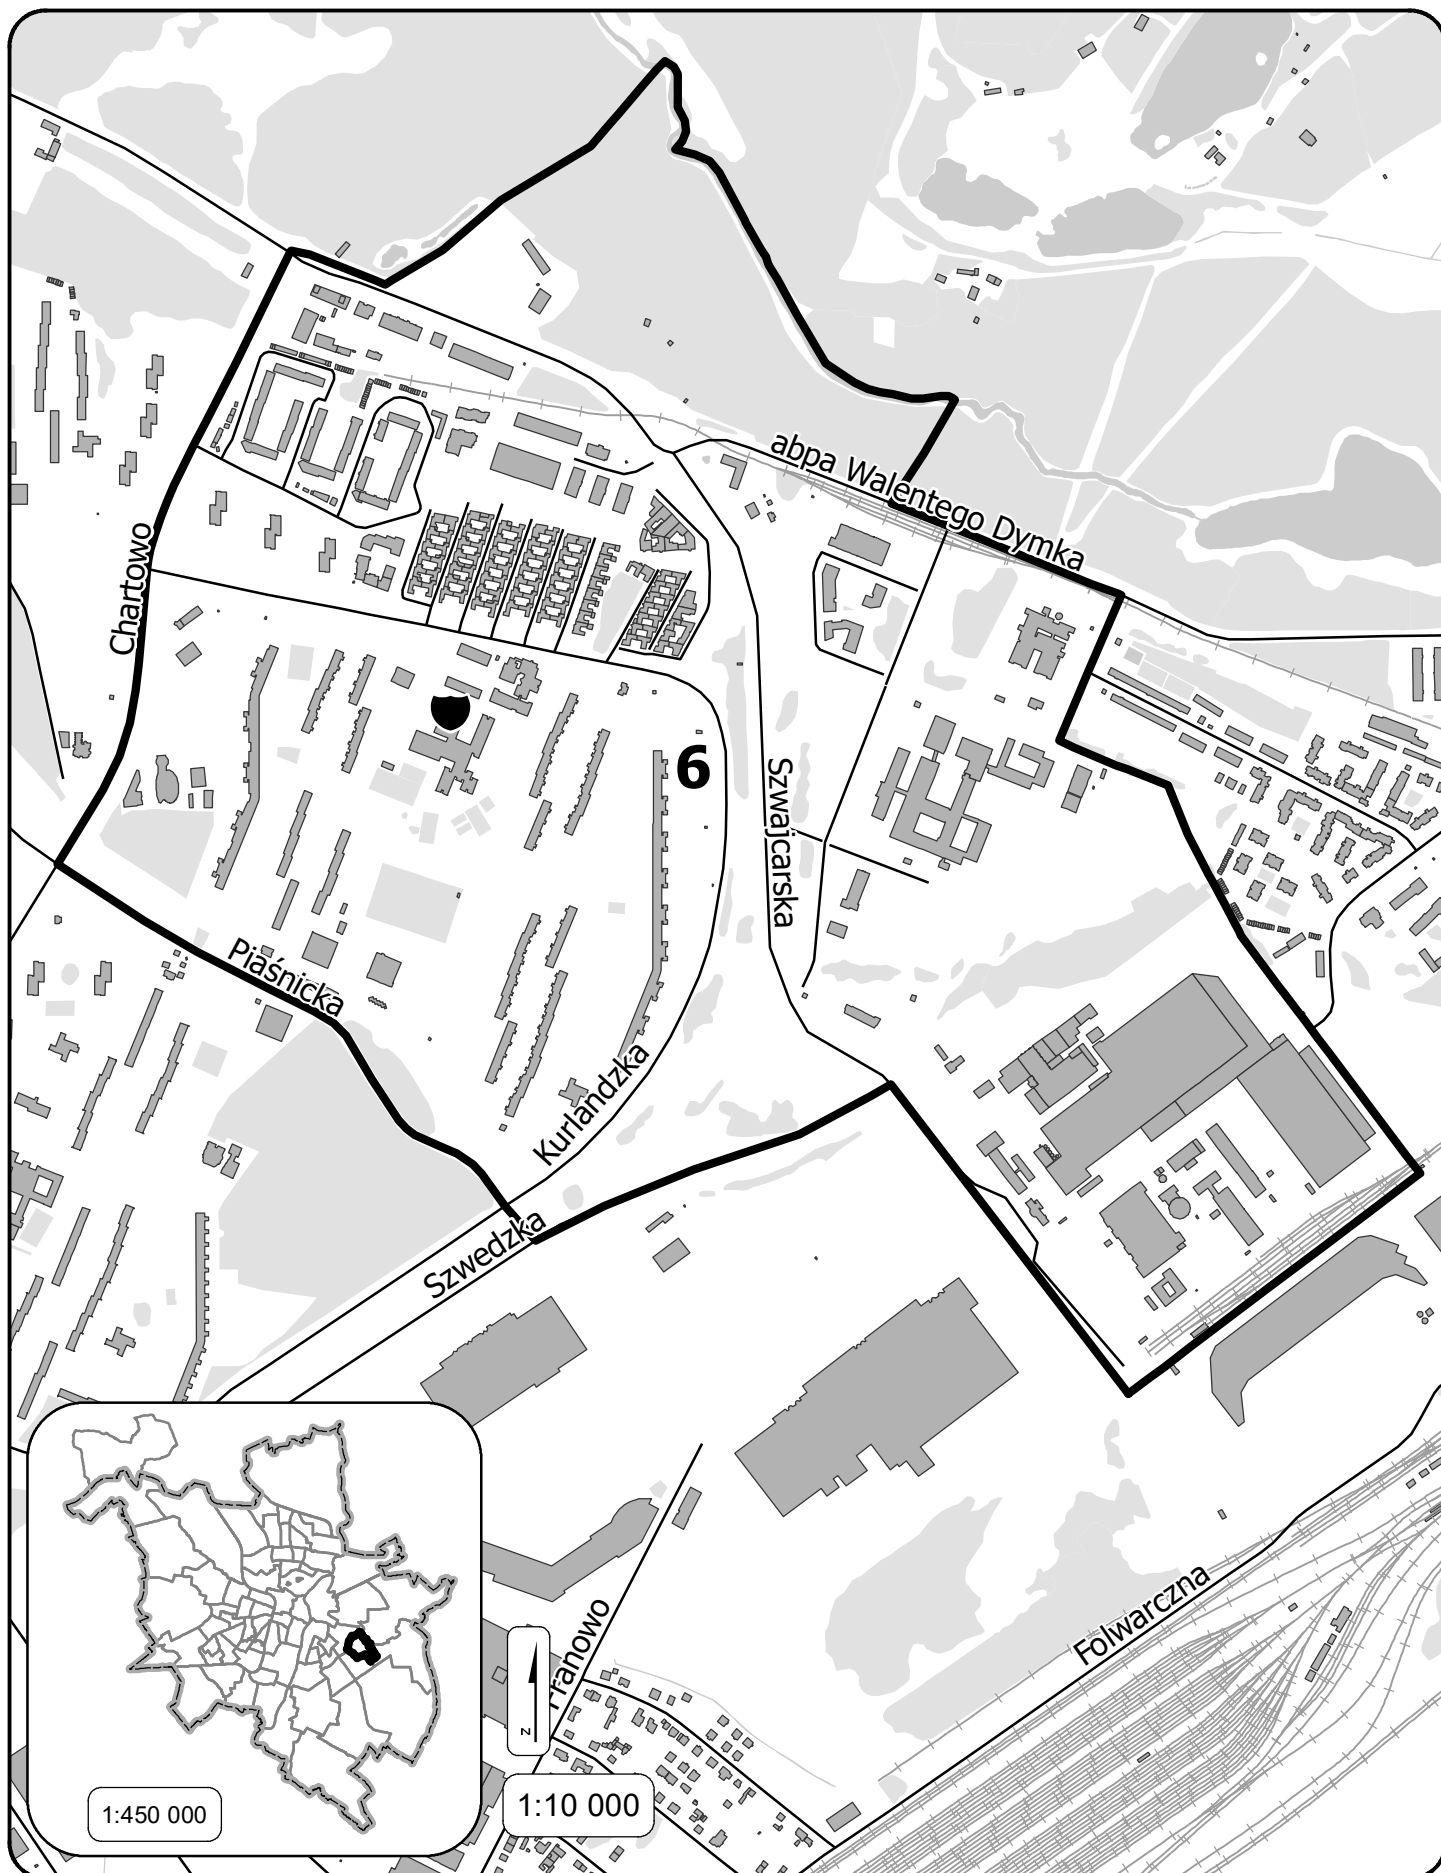 abpa Walentego Dymka
Chartowo
6
Szwajcarska
Piaśnicka
Kurlandzka
Szwedzka
Folwarczna
Franowo
z
1:450 000
1:10 000